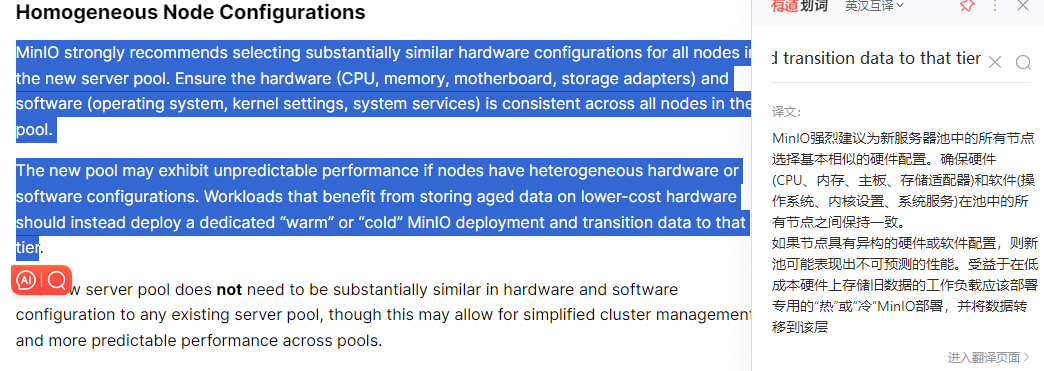 Homogeneous Node Configurations
MinIO strongly recommends selecting substantially similar hardware configurations for all nodes in
the new server pool. Ensure the hardware (CPU, memory, motherboard, storage adapters) and
software (operating system, kernel settings, system services) is consistent across all nodes in the
pool.
The new pool may exhibit unpredictable performance if nodes have heterogeneous hardware or
software configurations. Workloads that benefit from storing aged data on lower-cost hardware
should instead deploy a dedicated “warm” or “cold” MinIO deployment and transition data to that
tier.
AI
server pool does not need to be substantially similar in hardware and software
configuration to any existing server pool, though this may allow for simplified cluster management
and more predictable performance across pools.
有道划词 英汉互译
transition data to that tier
译文：
MinIO强烈建议为新服务器池中的所有节点
选择基本相似的硬件配置。确保硬件
(CPU、内存、主板、存储适配器)和软件(操
作系统、内核设置、系统服务)在池中的所
有节点之间保持一致。
如果节点具有异构的硬件或软件配置，则新
池可能表现出不可预测的性能。受益于在低
成本硬件上存储旧数据的工作负载应该部署
专用的“热”或“冷”MinIO部署，并将数据转
移到该层
进入翻译页面